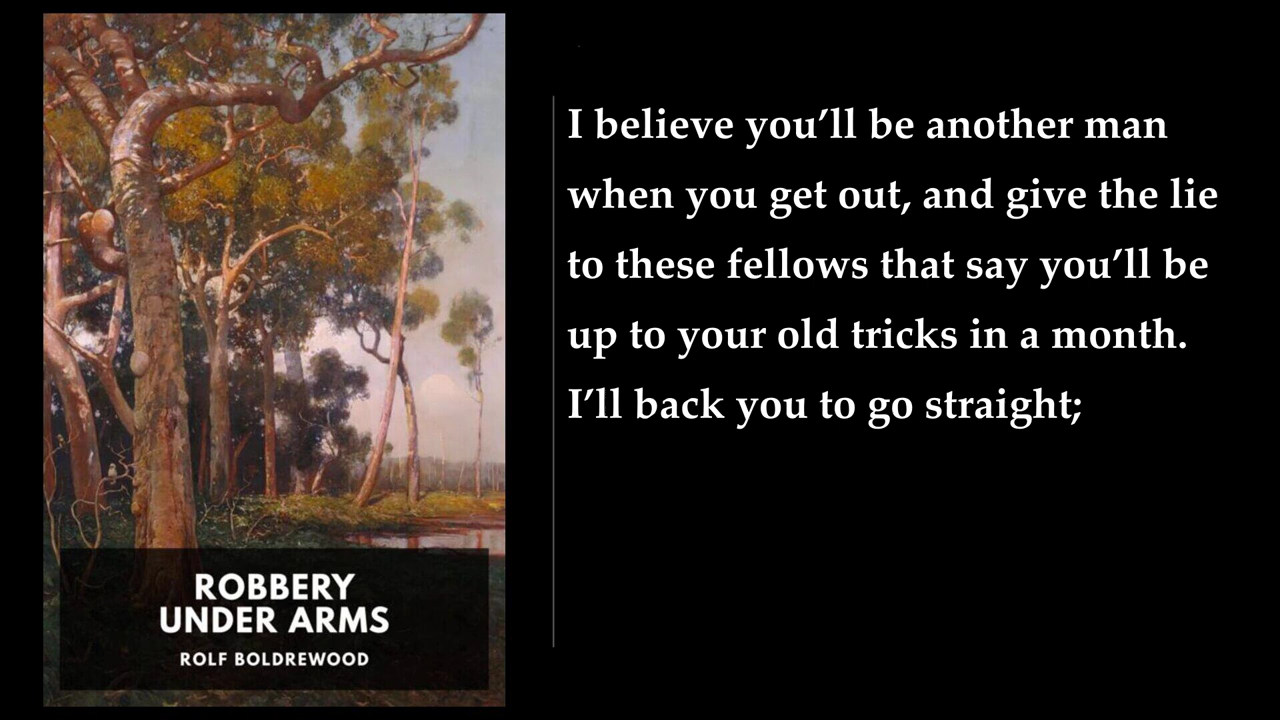 ROBBERY
UNDER ARMS
ROLF BOLDREWOOD
I believe you’ll be another man
when you get out, and give the lie
to these fellows that say you’ll be
up to your old tricks in a month.
I’ll back you to go straight;